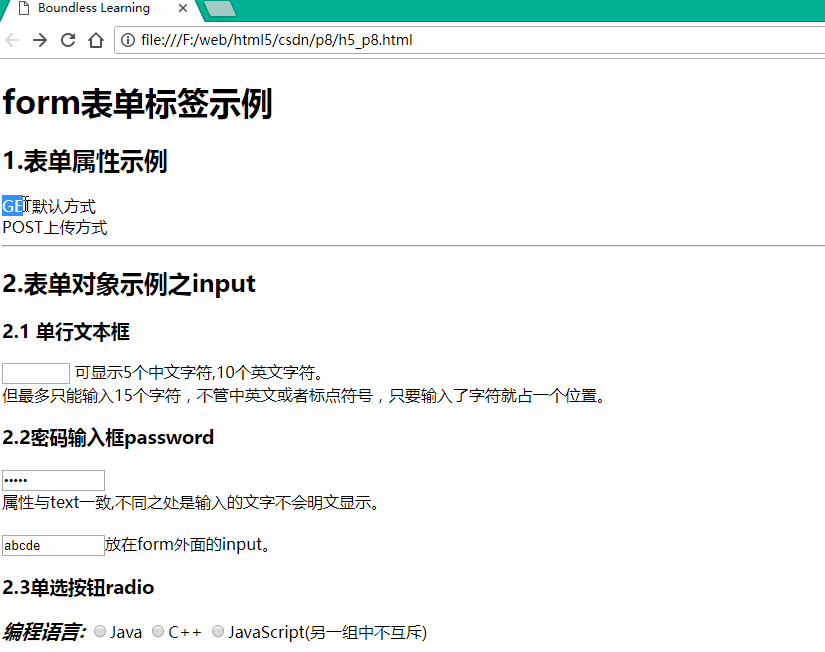 Boundless Learning
file:///F:/web/html5/csdn/p8/h5_p8.html
form表单标签示例
1.表单属性示例
GET默认方式
POST上传方式
2.表单对象示例之input
2.1 单行文本框
可显示5个中文字符,10个英文字符。
但最多只能输入15个字符，不管中英文或者标点符号，只要输入了字符就占一个位置。
2.2密码输入框password
•••••
属性与text一致,不同之处是输入的文字不会明文显示。
abcde放在form外面的input。
2.3单选按钮radio
编程语言: Java C++ JavaScript(另一组中不互斥)